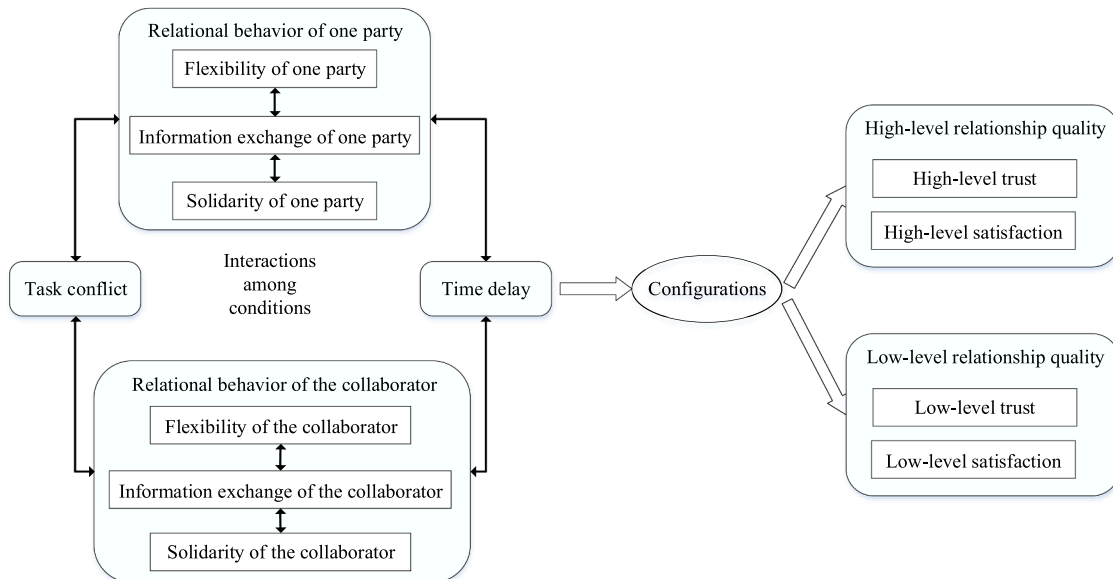 Relational behavior of one party
Flexibility of one party
Information exchange of one party
Solidarity of one party
Task conflict
Interactions
among
conditions
Time delay
Relational behavior of the collaborator
Flexibility of the collaborator
Information exchange of the collaborator
Solidarity of the collaborator
Configurations
High-level relationship quality
High-level trust
High-level satisfaction
Low-level relationship quality
Low-level trust
Low-level satisfaction